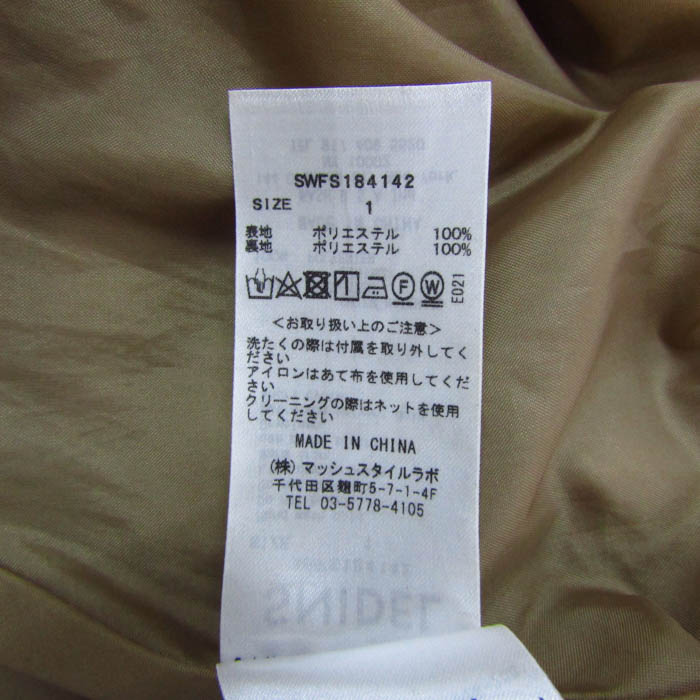 SWFS184142
SIZE 1
表地 ポリエステル 100%
裏地 ポリエステル 100%
E021
＜お取り扱い上のご注意＞
洗たくの際は付属を取り外してく
ださい
アイロンはあて布を使用してくだ
さい
クリーニングの際はネットを使用
してください
MADE IN CHINA
(株) マッシュスタイルラボ
千代田区麹町5-7-1-4F
TEL 03-5778-4105
SNIDEL